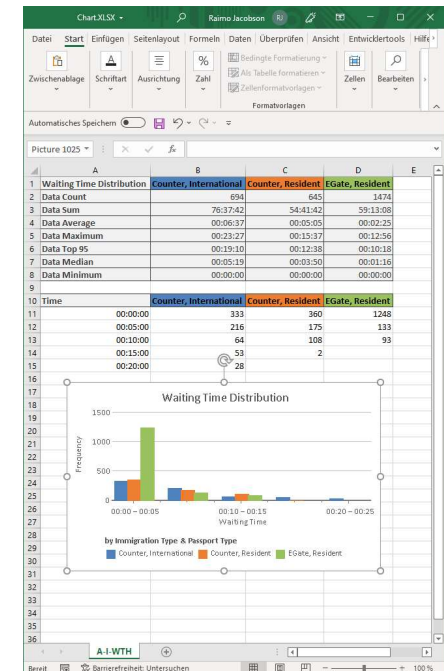 Chart.XLSX
Raimo Jacobson RJ
Datei Start Einfügen Seitenlayout Formeln Daten Überprüfen Ansicht Entwicklertools Hilfe
Zwischenablage Schriftart Ausrichtung Zahl Zellen Bearbeiten
Bedingte Formatierung
Als Tabelle formatieren
Zellenformatvorlagen
Formatvorlagen
Automatisches Speichern
Picture 1025 fx
A B C D E
1 Waiting Time Distribution Counter, International Counter, Resident EGate, Resident
2 Data Count 694 645 1474
3 Data Sum 76:37:42 54:41:42 59:13:08
4 Data Average 00:06:37 00:05:05 00:02:25
5 Data Maximum 00:23:27 00:15:37 00:12:56
6 Data Top 95 00:19:10 00:12:38 00:10:18
7 Data Median 00:05:19 00:03:50 00:01:16
8 Data Minimum 00:00:00 00:00:00 00:00:00
9
10 Time Counter, International Counter, Resident EGate, Resident
11 00:00:00 333 360 1248
12 00:05:00 216 175 133
13 00:10:00 64 108 93
14 00:15:00 53 2
15 00:20:00 28
16
17
18 Waiting Time Distribution
19 1500
20
21
22 1000
23
24 500
25 Frequency
26 0
27 00:00 – 00:05 00:10 – 00:15 00:20 – 00:25
Waiting Time
28
29 by Immigration Type & Passport Type
30 Counter, International Counter, Resident EGate, Resident
31
32
33
34
35
36
A-I-WTH
Bereit Barrierefreiheit: Untersuchen 100 %